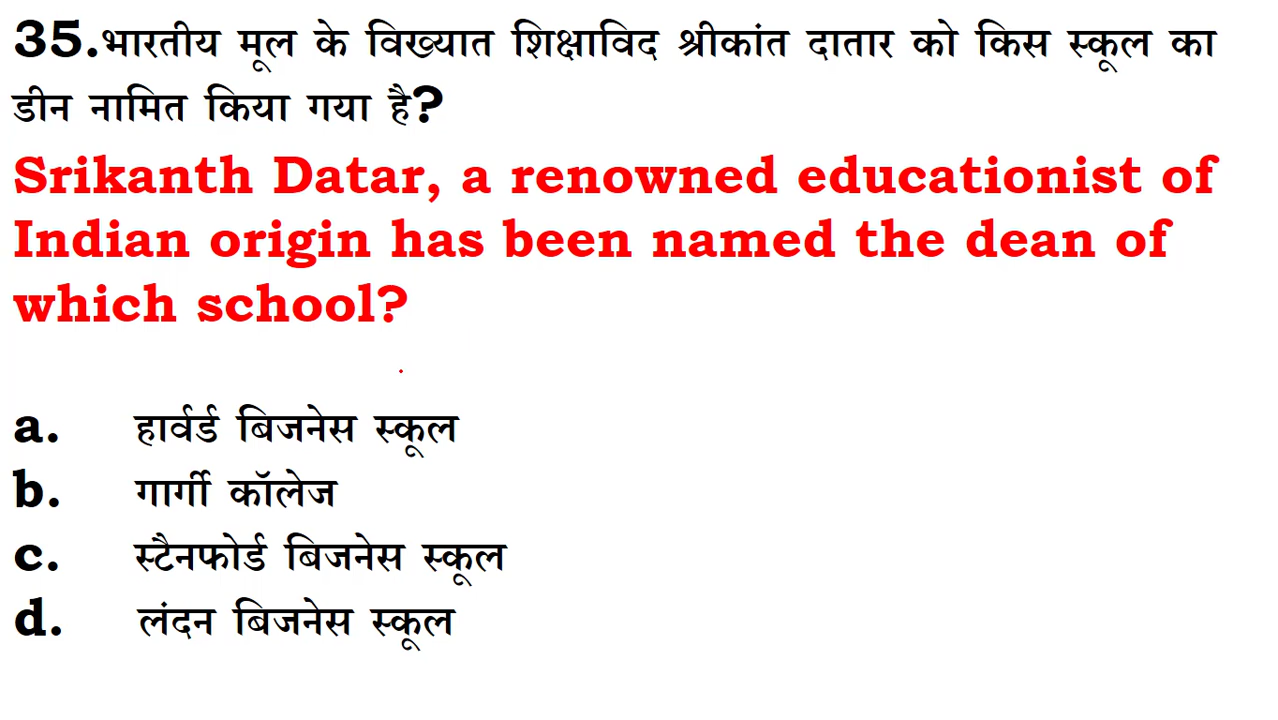 35.भारतीय मूल के विख्यात शिक्षाविद श्रीकांत दातार को किस स्कूल का
डीन नामित किया गया है?
Srikanth Datar, a renowned educationist of
Indian origin has been named the dean of
which school?
a. हार्वर्ड बिजनेस स्कूल
b. गार्गी कॉलेज
c. स्टैनफोर्ड बिजनेस स्कूल
d. लंदन बिजनेस स्कूल